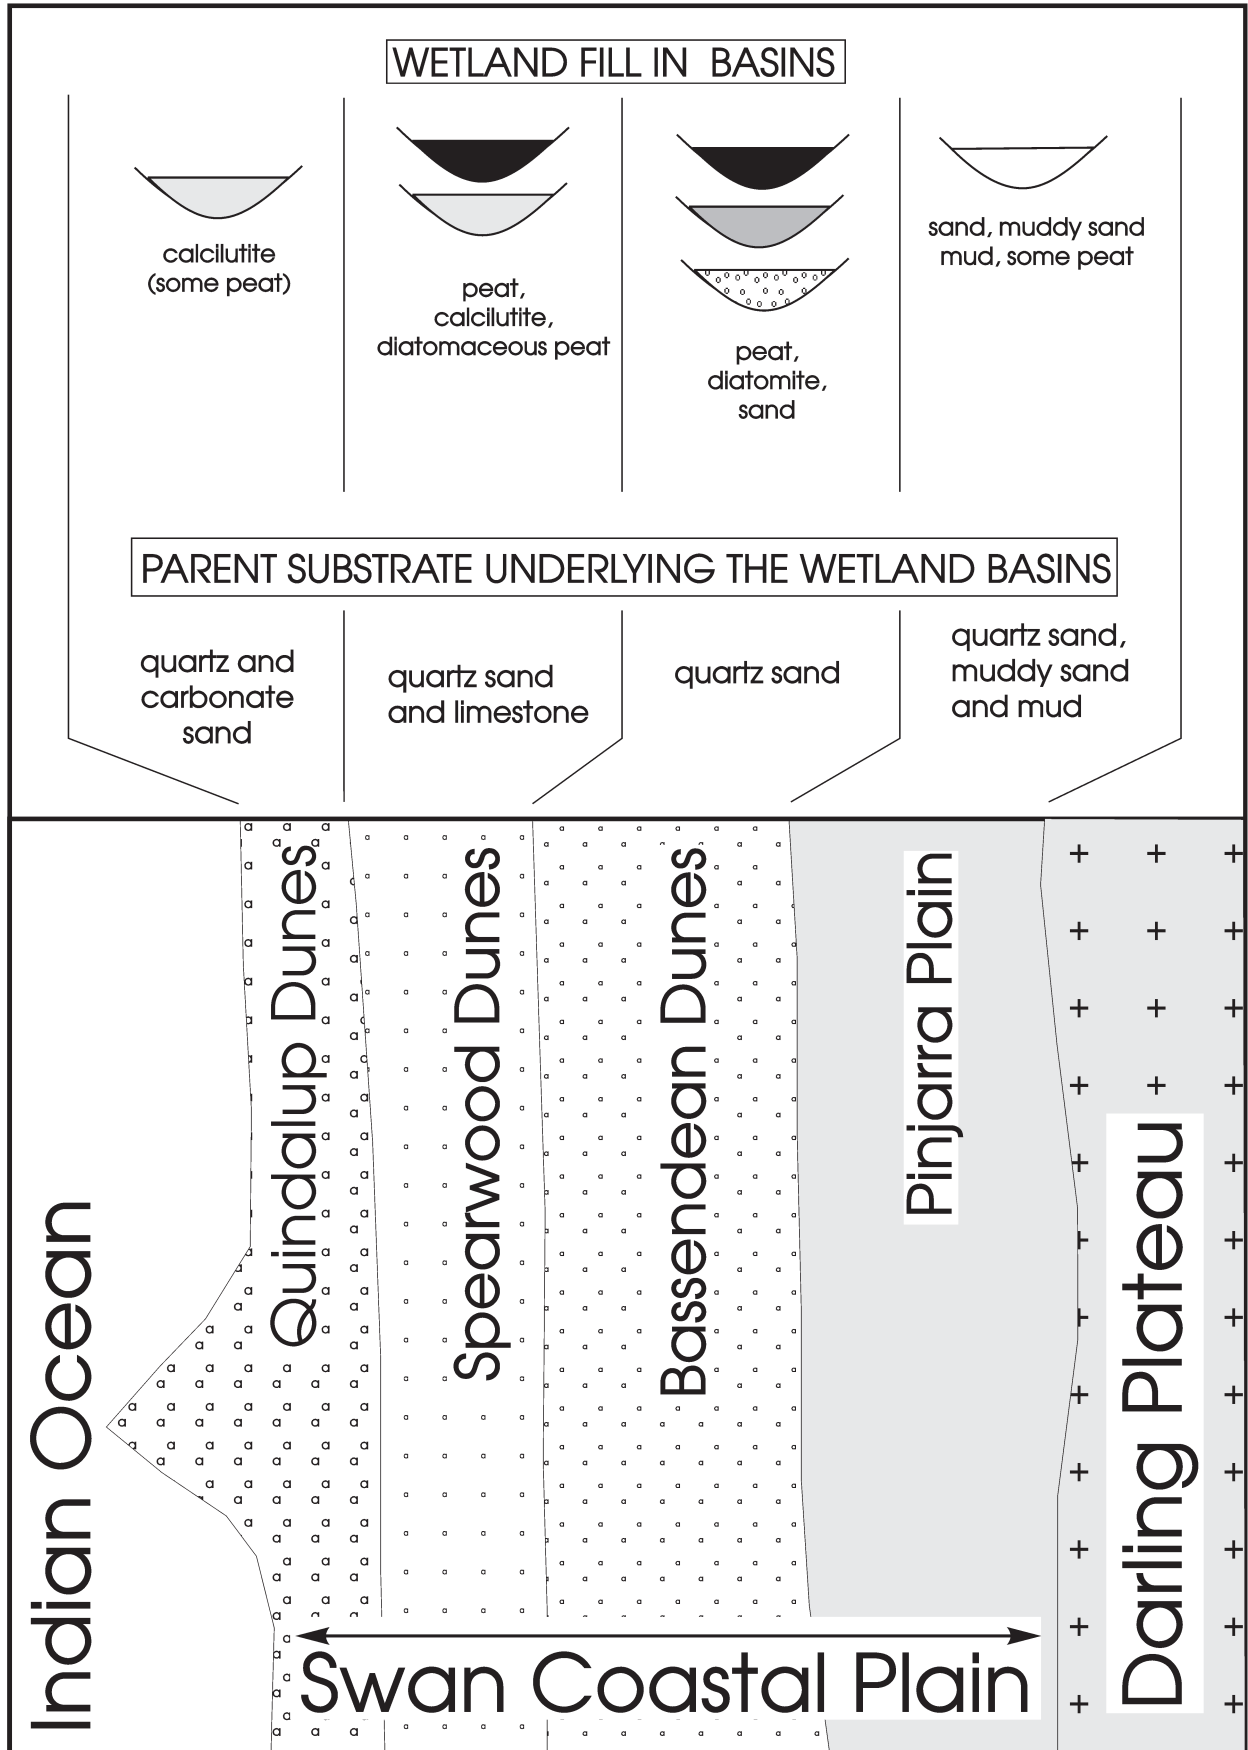 WETLAND FILL IN BASINS
calcilutite
(some peat)
peat,
calcilutite,
diatomaceous peat
peat,
diatomite,
sand
sand, muddy sand
mud, some peat
PARENT SUBSTRATE UNDERLYING THE WETLAND BASINS
quartz and
carbonate
sand
quartz sand
and limestone
quartz sand
quartz sand,
muddy sand
and mud
Indian Ocean
Quindalup Dunes
Spearwood Dunes
Bassendean Dunes
Pinjarra Plain
Darling Plateau
Swan Coastal Plain